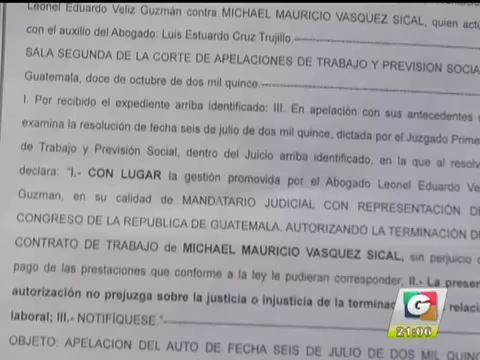 Leonel Eduardo Veliz Guzmán contra MICHAEL MAURICIO VASQUEZ SICAL, quien
con el auxilio del Abogado: Luis Estuardo Cruz Trujillo.
SALA SEGUNDA DE LA CORTE DE APELACIONES DE TRABAJO Y PREVISION
Guatemala, doce de octubre de dos mil quince.
I. Por recibido el expediente arriba identificado: III. En apelación con sus antecedentes
examina la resolución de fecha seis de julio de dos mil quince, dictada por el Juzgado
de Trabajo y Previsión Social, dentro del Juicio arriba identificado, en la que al
declara: "I.- CON LUGAR la gestión promovida por el Abogado Leonel Eduardo
Guzman, en su calidad de MANDATARIO JUDICIAL CON REPRESENTACIÓN
CONGRESO DE LA REPUBLICA DE GUATEMALA. AUTORIZANDO LA TERMINACIÓN
CONTRATO DE TRABAJO de MICHAEL MAURICIO VASQUEZ SICAL, sin perjuicio
pago de las prestaciones que conforme a la ley le pudieran corresponder; II.- La
autorización no prejuzga sobre la justicia o injusticia de la
laboral; III.- NOTIFÍQUESE."
OBJETO: APELACION DEL AUTO DE FECHA SEIS DE JULIO DE DOS MIL
G
21:06